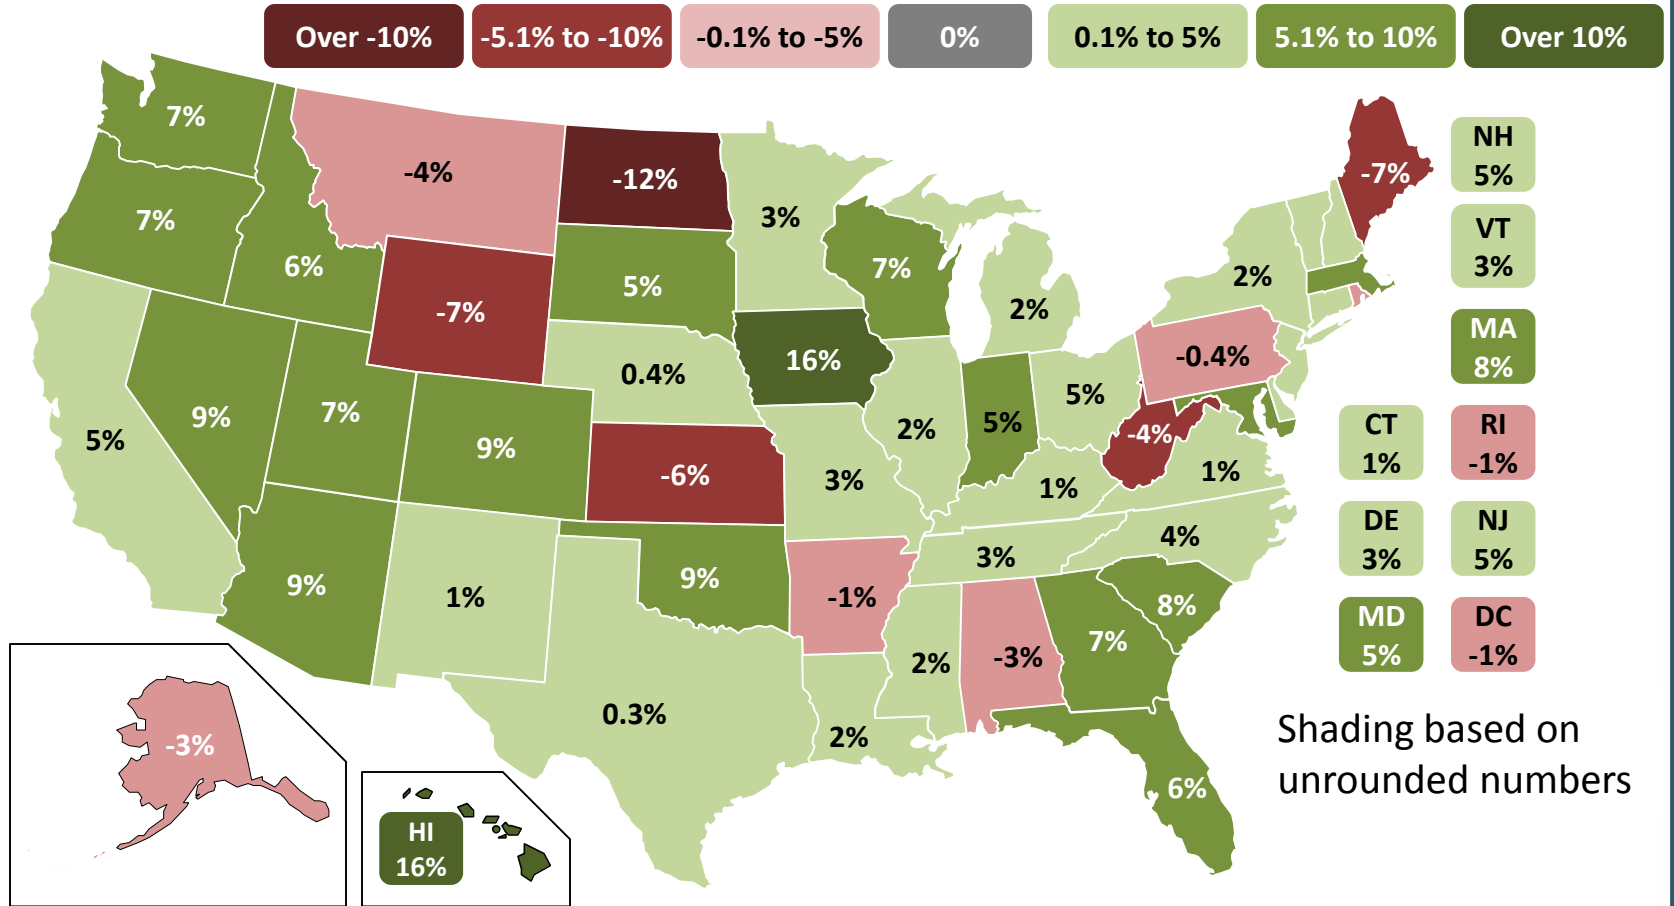 Over -10%
-5.1% to -10%
-0.1% to -5%
0%
0.1% to 5%
5.1% to 10%
Over 10%
7%
-4%
-12%
3%
-7%
NH
5%
7%
6%
-7%
5%
7%
2%
2%
VT
3%
MA
8%
5%
9%
7%
9%
0.4%
16%
2%
5%
5%
-0.4%
-6%
3%
1%
-4%
1%
CT
1%
RI
-1%
9%
1%
9%
-1%
3%
4%
DE
3%
NJ
5%
0.3%
2%
2%
-3%
7%
8%
MD
5%
DC
-1%
6%
-3%
HI
16%
Shading based on
unrounded numbers